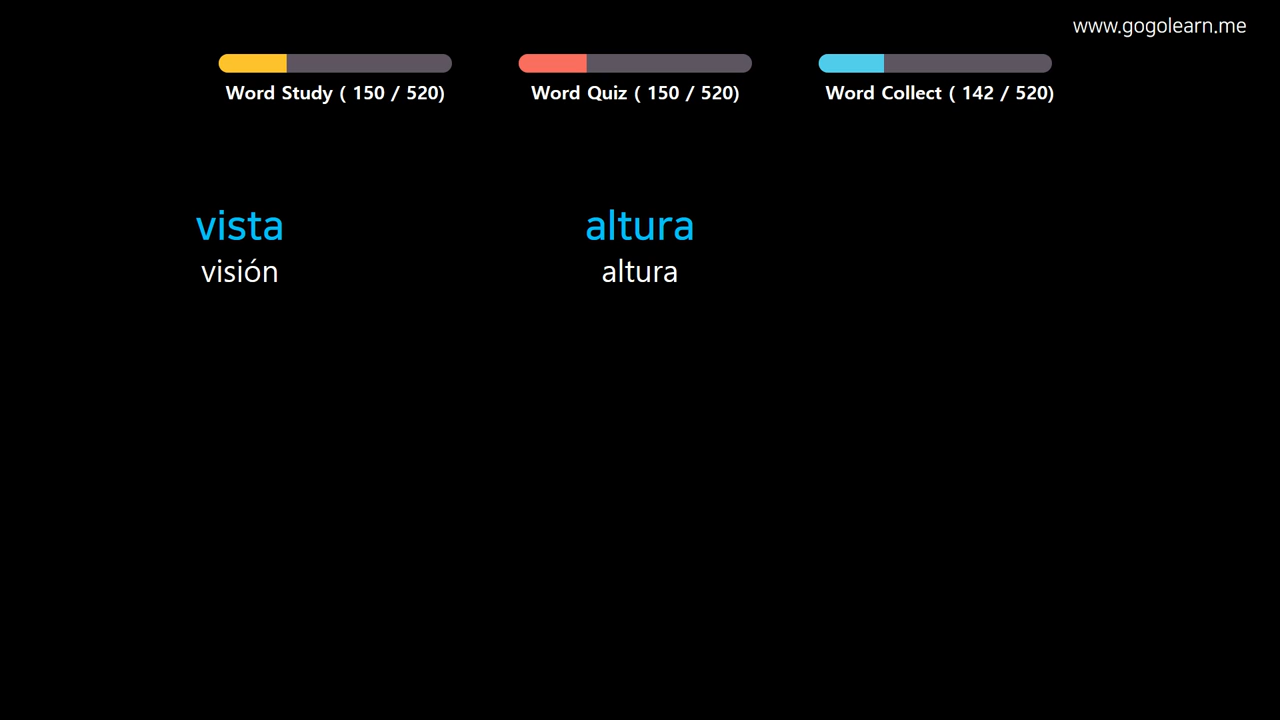 www.gogolearn.me
Word Study ( 150 / 520)
Word Quiz ( 150 / 520)
Word Collect ( 142 / 520)
vista
visión
altura
altura